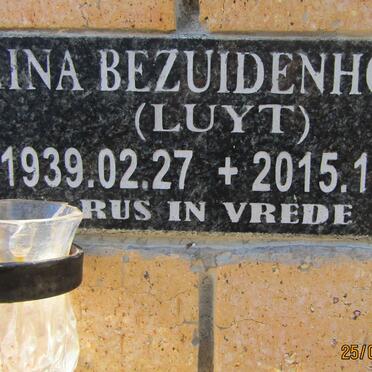 INA BEZUIDENHO
(LUYT)
1939.02.27 + 2015.1
RUS IN VREDE
25/0